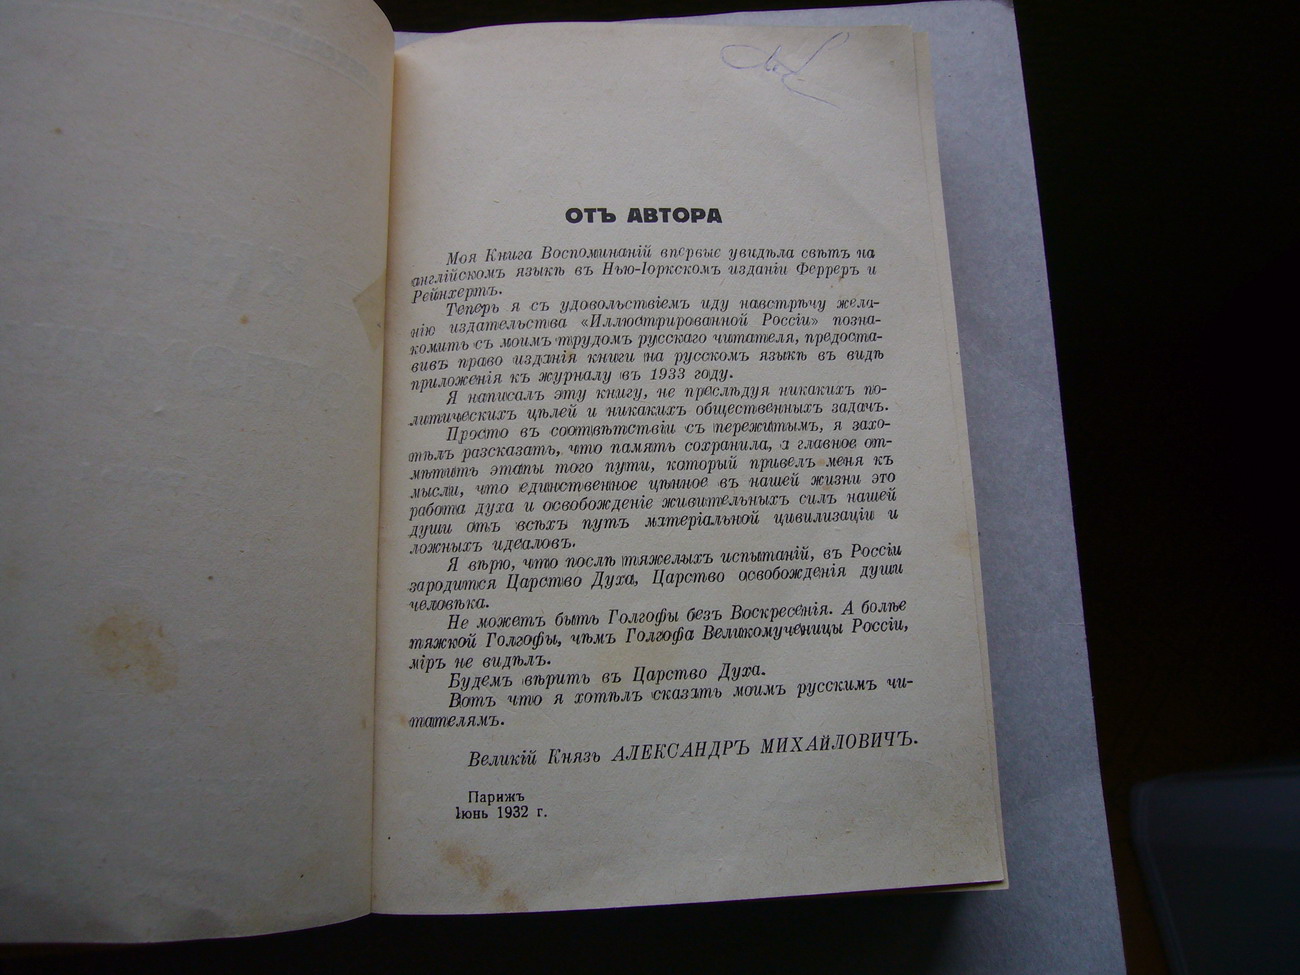 ОТЪ АВТОРА
Моя Книга Воспоминаній впервые увидѣла свѣтъ на
англійскомъ языкѣ въ Нью-Іоркскомъ изданіи Ферреръ и
Рейнхертъ.
Теперь я съ удовольствіемъ иду навстрѣчу жела-
нію издательства «Иллюстрированной Россіи» позна-
комить съ моимъ трудомъ русскаго читателя, предоста-
вивъ право изданія книги на русскомъ языкѣ въ видѣ
приложенія къ журналу въ 1933 году.
Я написалъ эту книгу, не преслѣдуя никакихъ по-
литическихъ цѣлей и никакихъ общественныхъ задачъ.
Просто въ соотвѣтствіи съ пережитымъ, я захо-
тѣлъ разсказать, что память сохранила, а главное от-
мѣтить этапы того пути, который привелъ меня къ
мысли, что единственное цѣнное въ нашей жизни это
работа духа и освобожденіе живительныхъ силъ нашей
души отъ всѣхъ путъ матеріальной цивилизаціи и
ложныхъ идеаловъ.
Я вѣрю, что послѣ тяжелыхъ испытаній, въ Россіи
зародится Царство Духа, Царство освобожденія души
человѣка.
Не можетъ быть Голгофы безъ Воскресенія. А болѣе
тяжкой Голгофы, чѣмъ Голгофа Великомученицы Россіи,
міръ не видѣлъ.
Будемъ вѣрить въ Царство Духа.
Вотъ что я хотѣлъ сказать моимъ русскимъ чи-
тателямъ.
Великій Князь АЛЕКСАНДРЪ МИХАЙЛОВИЧЪ.
Парижъ
Іюнь 1932 г.